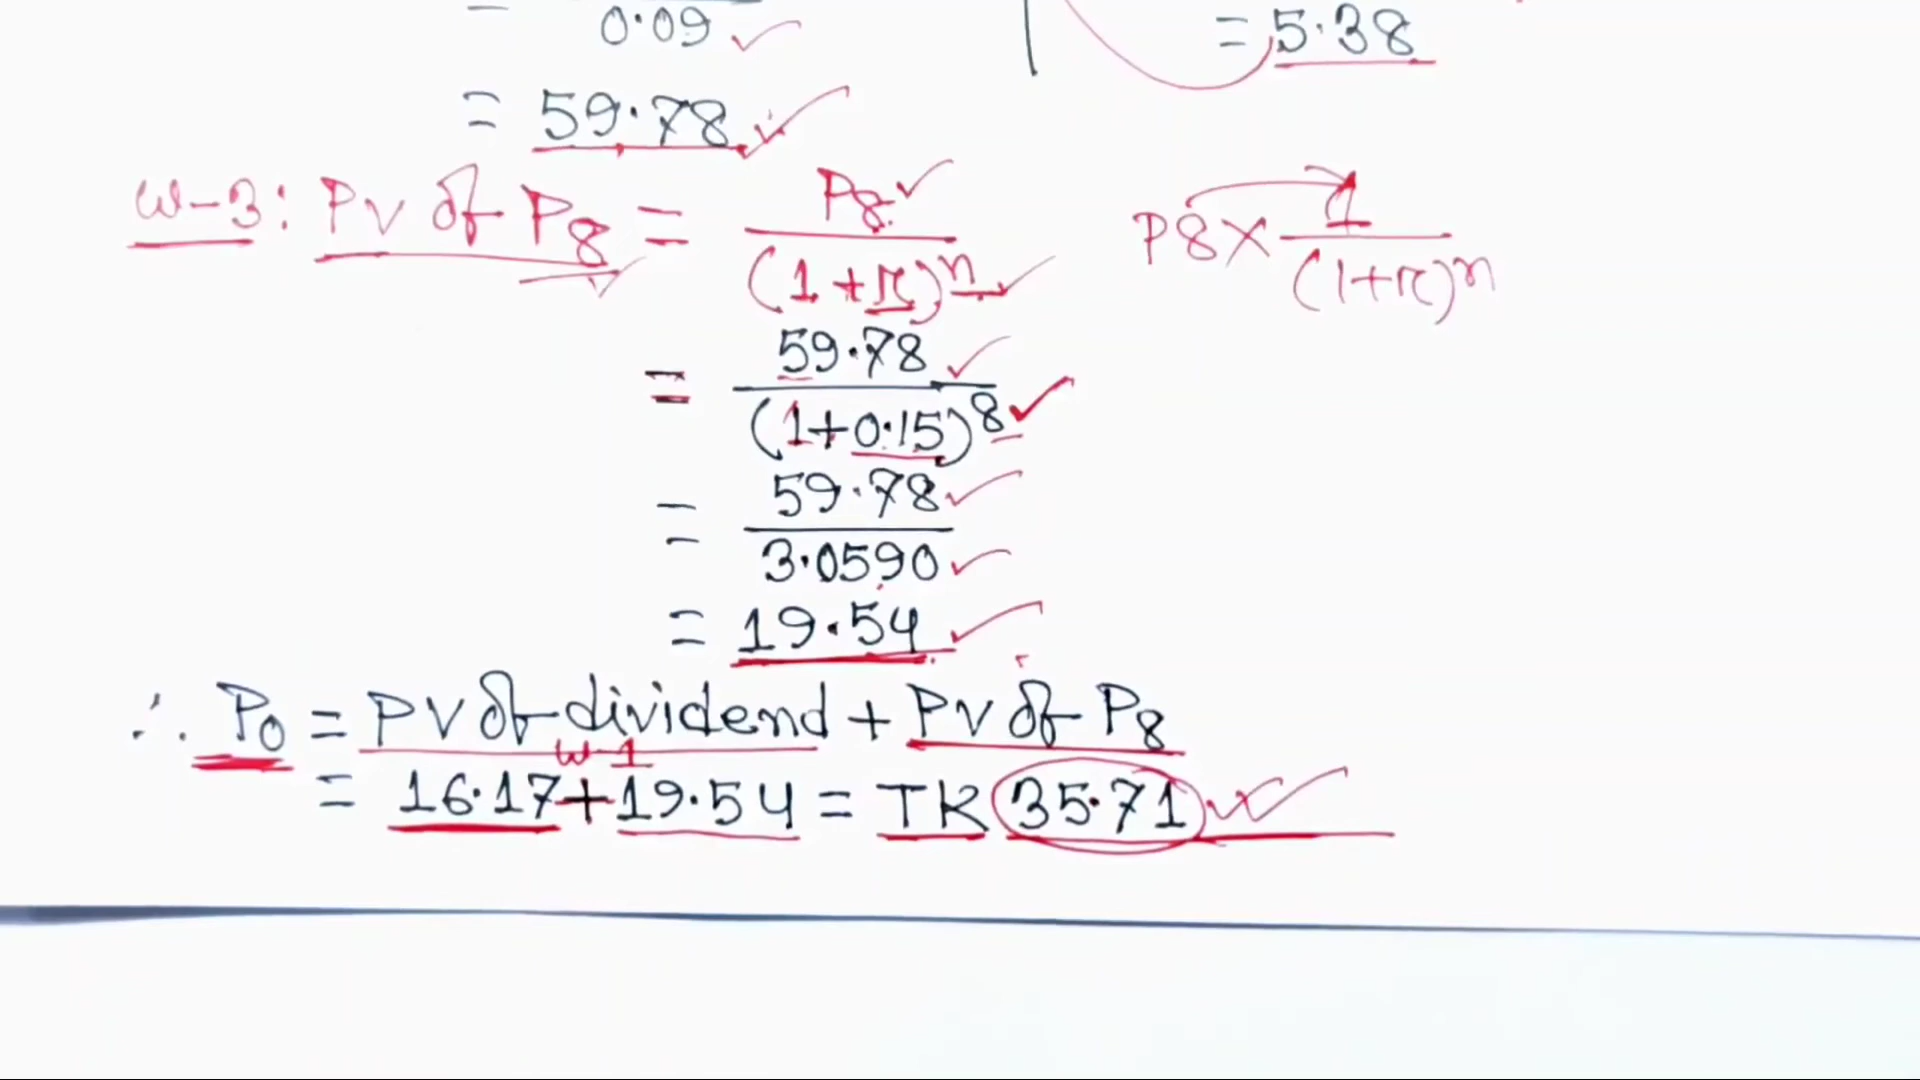 = 0.09
= 5.38
= 59.78
W-3: PV of P8 = P8 / (1+r)^n P8 × 1 / (1+r)^n
= 59.78 / (1+0.15)^8
= 59.78 / 3.0590
= 19.54
∴ P0 = PV of dividend + PV of P8
W-1
= 16.17 + 19.54 = TK 35.71